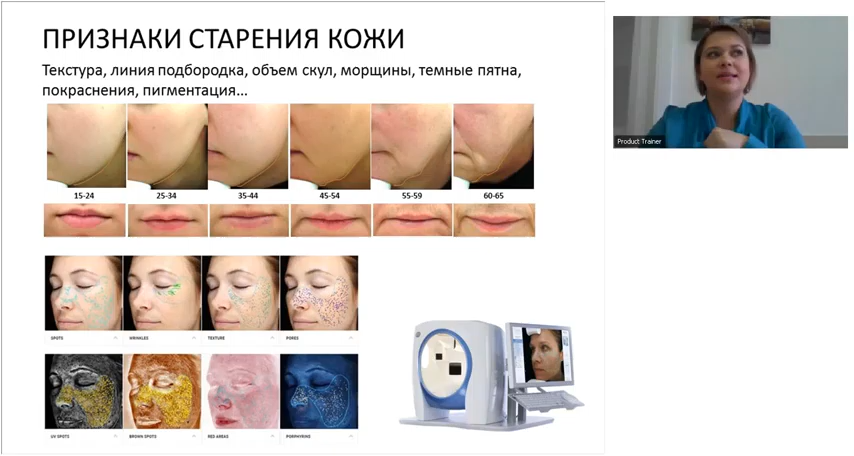 ПРИЗНАКИ СТАРЕНИЯ КОЖИ
Текстура, линия подбородка, объем скул, морщины, темные пятна,
покраснения, пигментация...
15-24
25-34
35-44
45-54
55-59
60-65
SPOTS
WRINKLES
TEXTURE
PORES
UV SPOTS
BROWN SPOTS
RED AREAS
PORPHYRINS
Product Trainer